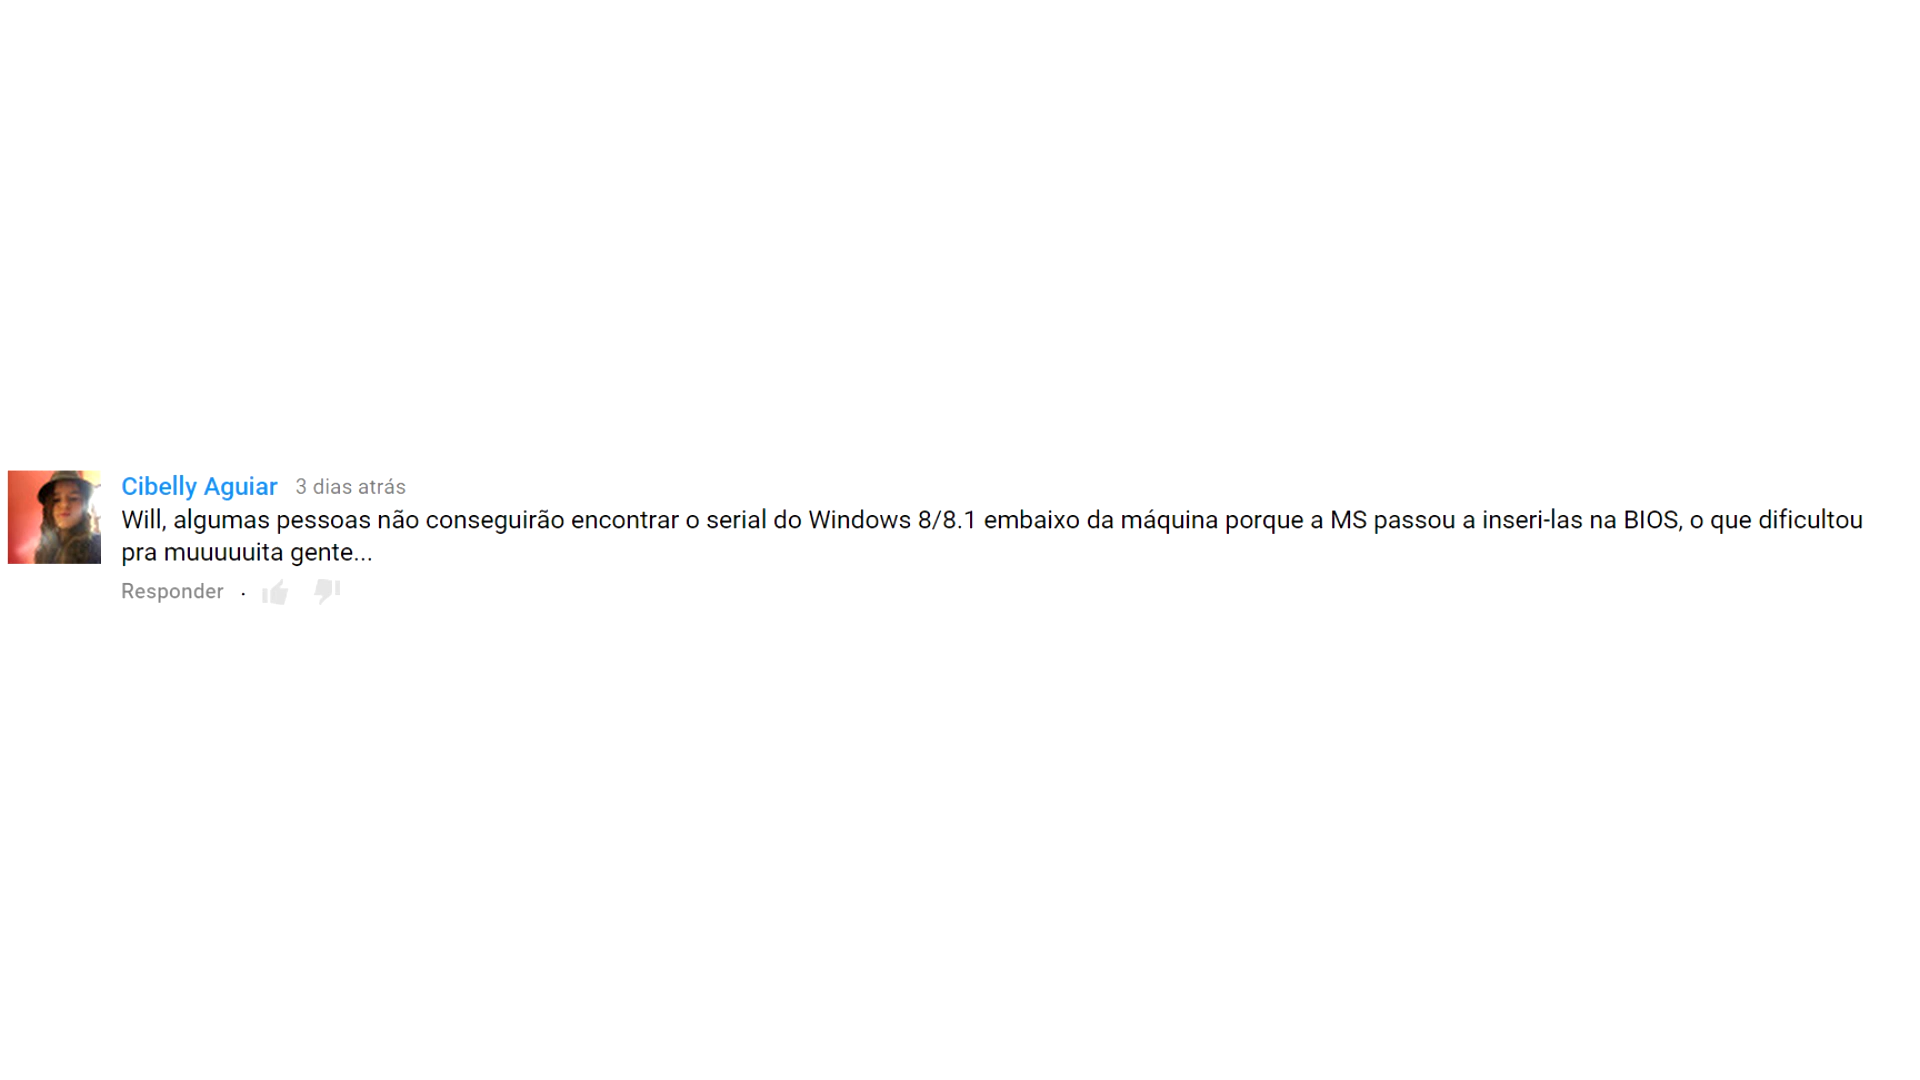 Cibelly Aguiar 3 dias atrás
Will, algumas pessoas não conseguirão encontrar o serial do Windows 8/8.1 embaixo da máquina porque a MS passou a inseri-las na BIOS, o que dificultou
pra muuuuuita gente...
Responder ·